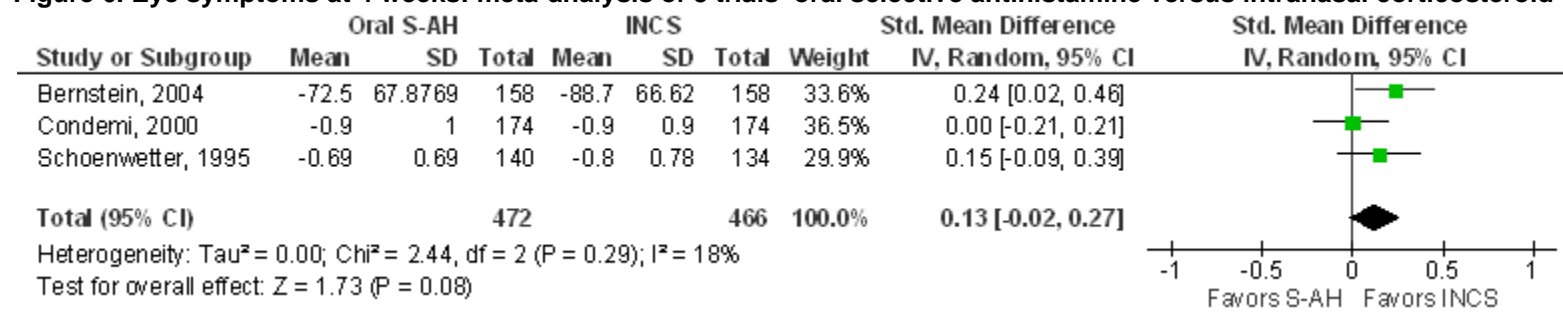 Oral S-AH INCS Std. Mean Difference Std. Mean Difference
Study or Subgroup Mean SD Total Mean SD Total Weight IV, Random, 95% CI IV, Random, 95% CI
Bernstein, 2004 -72.5 67.8769 158 -88.7 66.62 158 33.6% 0.24 [0.02, 0.46]
Condemi, 2000 -0.9 1 174 -0.9 0.9 174 36.5% 0.00 [-0.21, 0.21]
Schoenwetter, 1995 -0.69 0.69 140 -0.8 0.78 134 29.9% 0.15 [-0.09, 0.39]
Total (95% CI) 472 466 100.0% 0.13 [-0.02, 0.27]
Heterogeneity: Tau² = 0.00; Chi² = 2.44, df = 2 (P = 0.29); I² = 18%
Test for overall effect: Z = 1.73 (P = 0.08)
-1 -0.5 0 0.5 1
Favors S-AH Favors INCS